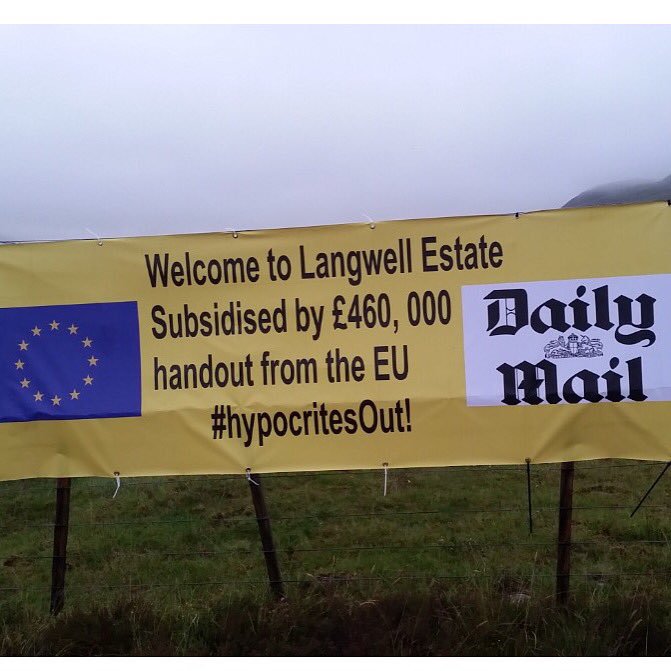 Welcome to Langwell Estate
Subsidised by £460, 000
handout from the EU
#hypocritesOut!
Daily
Mail